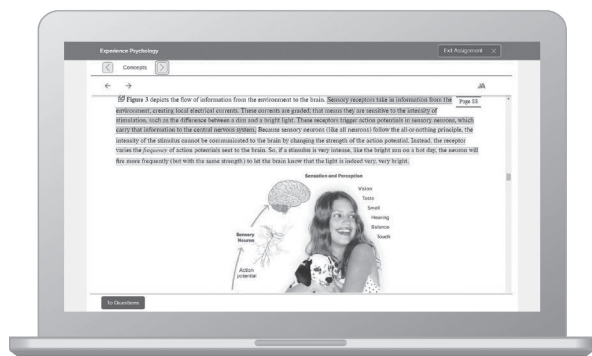 Experience Psychology
Exit Assignment X
Concepts
Figure 3 depicts the flow of information from the environment to the brain. Sensory receptors take in information from the
Page 53
environment, creating local electrical currents. These currents are graded; that means they are sensitive to the intensity of
stimulation, such as the difference between a dim and a bright light. These receptors trigger action potentials in sensory neurons, which
carry that information to the central nervous system. Because sensory neurons (like all neurons) follow the all-or-nothing principle, the
intensity of the stimulus cannot be communicated to the brain by changing the strength of the action potential. Instead, the receptor
varies the frequency of action potentials sent to the brain. So, if a stimulus is very intense, like the bright sun on a hot day, the neuron will
fire more frequently (but with the same strength) to let the brain know that the light is indeed very, very bright.
Sensation and Perception
Vision
Taste
Smell
Hearing
Balance
Touch
Sensory
Neurons
Action
potential
To Questions